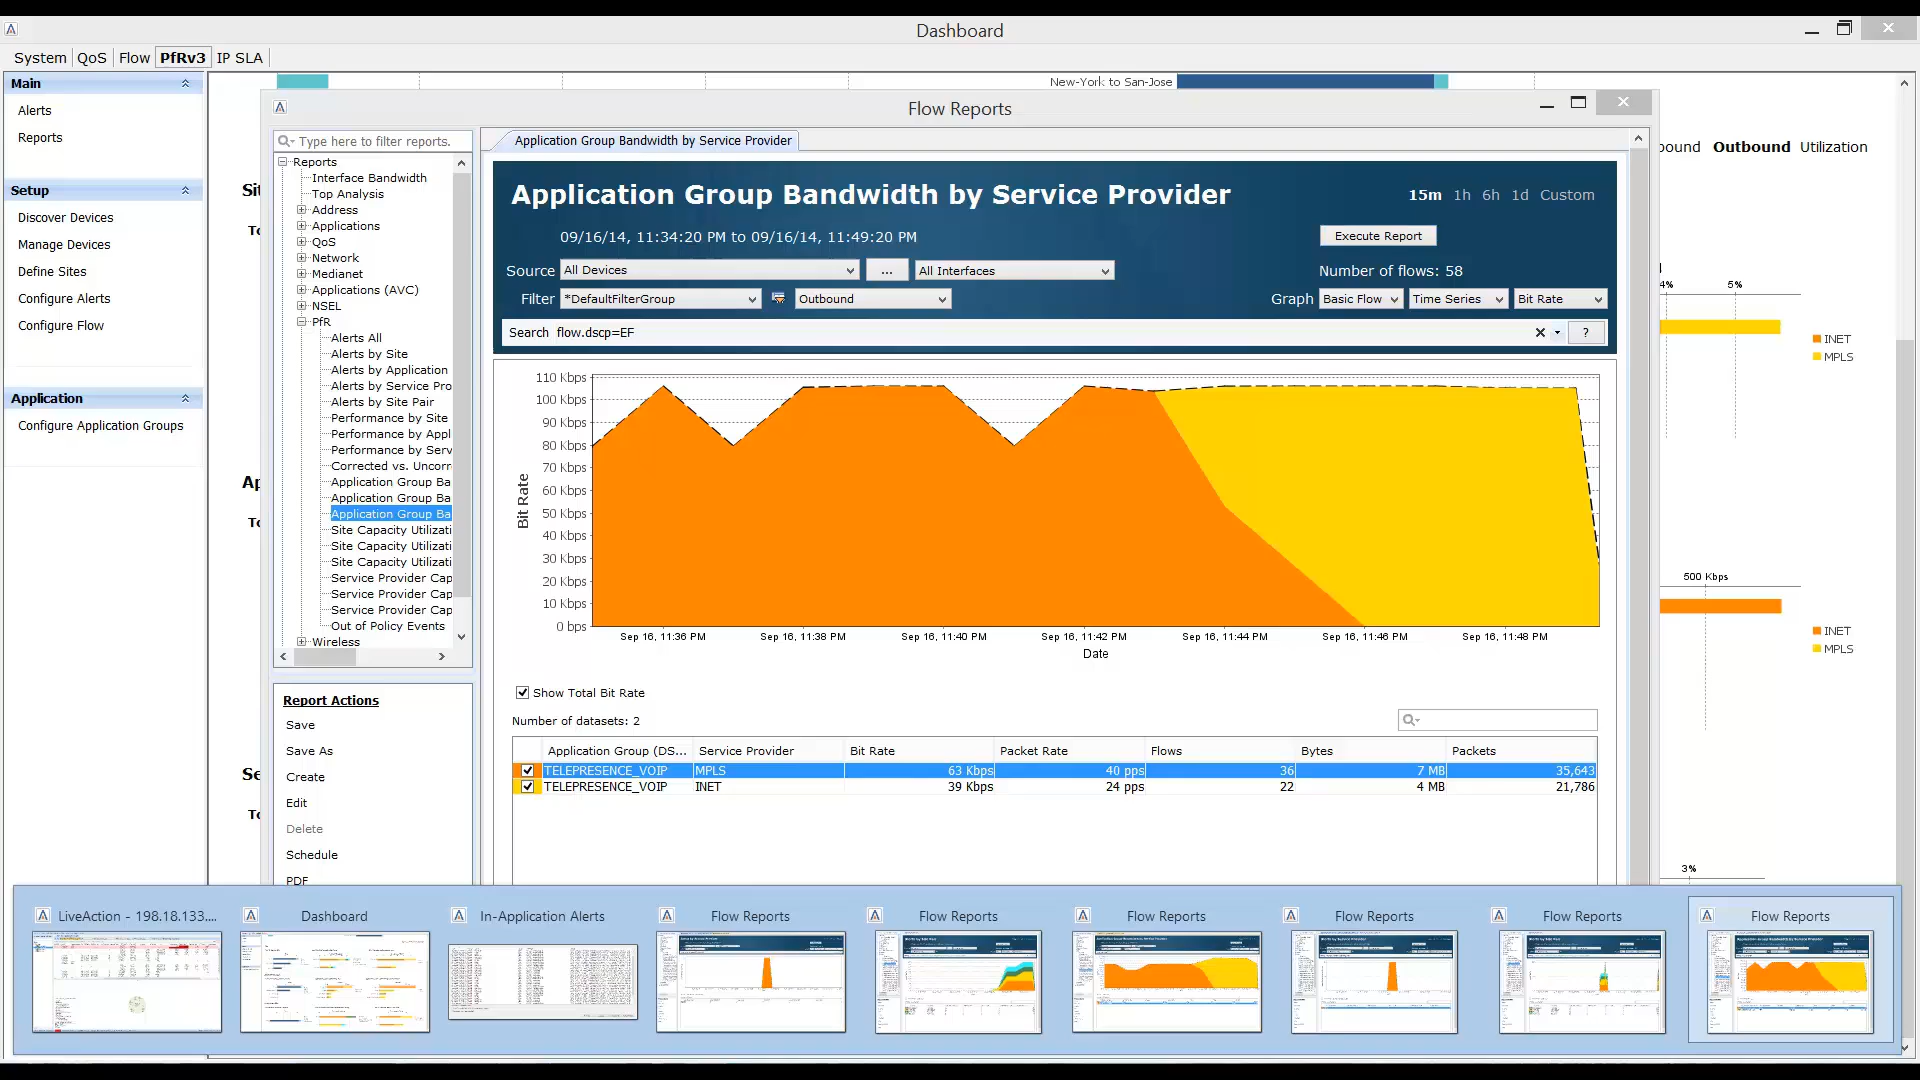 Dashboard
System QoS Flow PfRv3 IP SLA
Main
Alerts
Reports
Setup
Discover Devices
Manage Devices
Define Sites
Configure Alerts
Configure Flow
Application
Configure Application Groups
New-York to San-Jose
Sit
To
Ap
To
Se
To
Flow Reports
Type here to filter reports.
Reports
Interface Bandwidth
Top Analysis
Address
Applications
QoS
Network
Medianet
Applications (AVC)
NSEL
PfR
Alerts All
Alerts by Site
Alerts by Application
Alerts by Service Pro
Alerts by Site Pair
Performance by Site
Performance by Appl
Performance by Serv
Corrected vs. Uncorr
Application Group Ba
Application Group Ba
Application Group Ba
Site Capacity Utilizati
Site Capacity Utilizati
Site Capacity Utilizati
Service Provider Cap
Service Provider Cap
Service Provider Cap
Out of Policy Events
Wireless
Report Actions
Save
Save As
Create
Edit
Delete
Schedule
PDF
Application Group Bandwidth by Service Provider
Application Group Bandwidth by Service Provider
15m 1h 6h 1d Custom
09/16/14, 11:34:20 PM to 09/16/14, 11:49:20 PM
Execute Report
Source All Devices ... All Interfaces
Number of flows: 58
Filter *DefaultFilterGroup Outbound
Graph Basic Flow Time Series Bit Rate
Search flow.dscp=EF
?
110 Kbps
100 Kbps
90 Kbps
80 Kbps
70 Kbps
60 Kbps
50 Kbps
40 Kbps
30 Kbps
20 Kbps
10 Kbps
0 bps
Bit Rate
Sep 16, 11:36 PM Sep 16, 11:38 PM Sep 16, 11:40 PM Sep 16, 11:42 PM Sep 16, 11:44 PM Sep 16, 11:46 PM Sep 16, 11:48 PM
Date
Show Total Bit Rate
Number of datasets: 2
Application Group (DS... Service Provider Bit Rate Packet Rate Flows Bytes Packets
TELEPRESENCE_VOIP MPLS 63 Kbps 40 pps 36 7 MB 35,643
TELEPRESENCE_VOIP INET 39 Kbps 24 pps 22 4 MB 21,786
ound Outbound Utilization
4% 5%
INET
MPLS
500 Kbps
INET
MPLS
3%
LiveAction - 198.18.133.... Dashboard In-Application Alerts Flow Reports Flow Reports Flow Reports Flow Reports Flow Reports Flow Reports